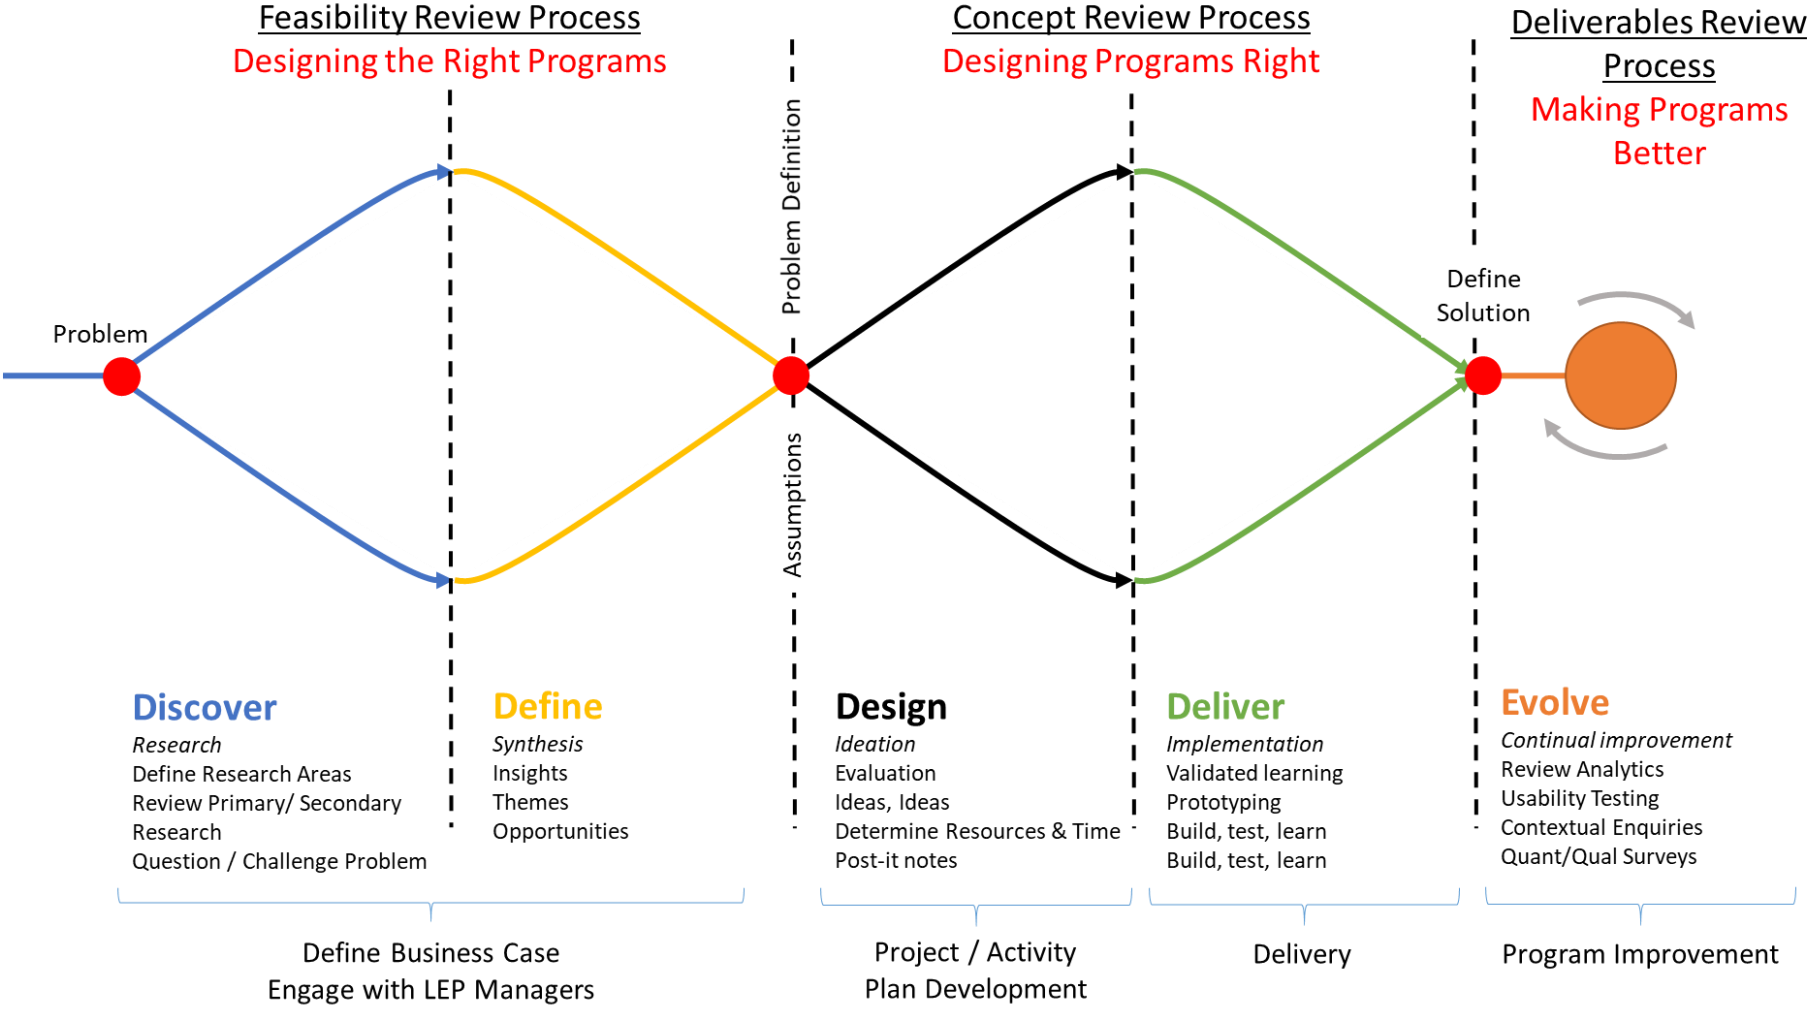 Feasibility Review Process
Designing the Right Programs
Concept Review Process
Designing Programs Right
Deliverables Review
Process
Making Programs
Better
Problem
Problem Definition
Assumptions
Define
Solution
Discover
Research
Define Research Areas
Review Primary/ Secondary
Research
Question / Challenge Problem
Define
Synthesis
Insights
Themes
Opportunities
Design
Ideation
Evaluation
Ideas, Ideas
Determine Resources & Time
Post-it notes
Deliver
Implementation
Validated learning
Prototyping
Build, test, learn
Build, test, learn
Evolve
Continual improvement
Review Analytics
Usability Testing
Contextual Enquiries
Quant/Qual Surveys
Define Business Case
Engage with LEP Managers
Project / Activity
Plan Development
Delivery
Program Improvement